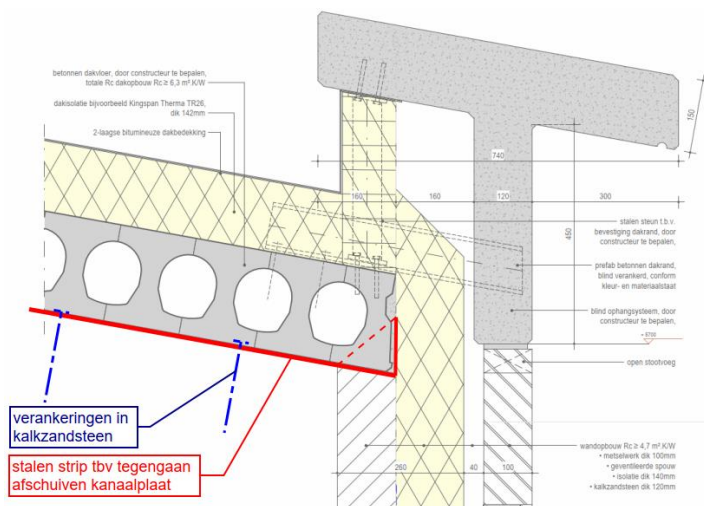 betonnen dakvloer, door constructeur te bepalen,
totale Rc dakopbouw Rc ≥ 6,3 m².K/W
dakisolatie bijvoorbeeld Kingspan Therma TR26,
dik 142mm
2-laagse bitumineuze dakbedekking
150
740
160
160
120
300
450
stalen steun t.b.v.
bevestiging dakrand, door
constructeur te bepalen,
prefab betonnen dakrand,
blind verankerd, conform
kleur- en materiaalstaat
blind ophangsysteem, door
constructeur te bepalen,
+ 8700
open stootvoeg
verankeringen in
kalkzandsteen
stalen strip tbv tegengaan
afschuiven kanaalplaat
wandopbouw Rc ≥ 4,7 m².K/W
• metselwerk dik 100mm
• geventileerde spouw
• isolatie dik 140mm
• kalkzandsteen dik 120mm
260
40
100